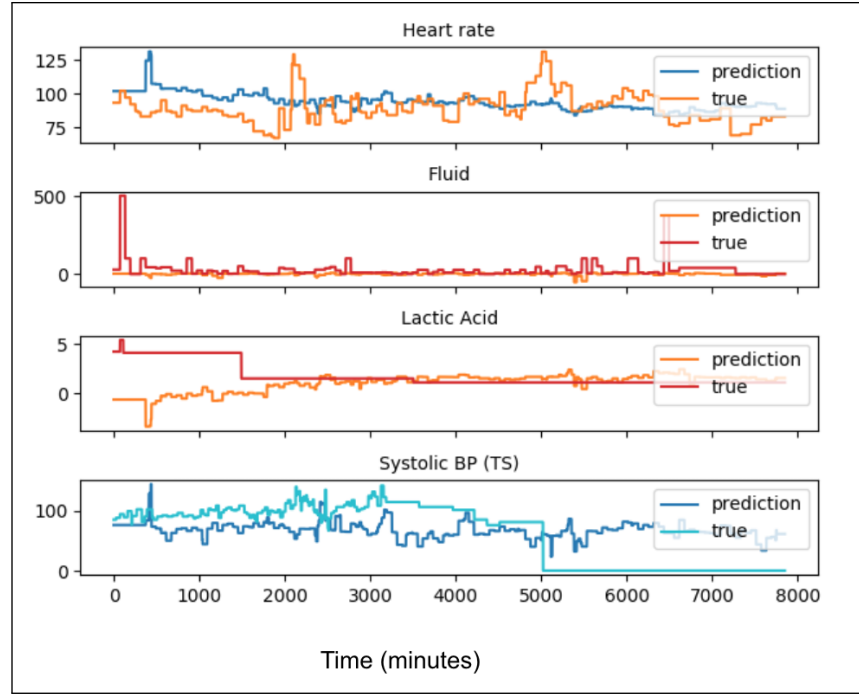 Heart rate
125
100
75
prediction
true
Fluid
500
0
prediction
true
Lactic Acid
5
0
prediction
true
Systolic BP (TS)
100
0
prediction
true
0 1000 2000 3000 4000 5000 6000 7000 8000
Time (minutes)